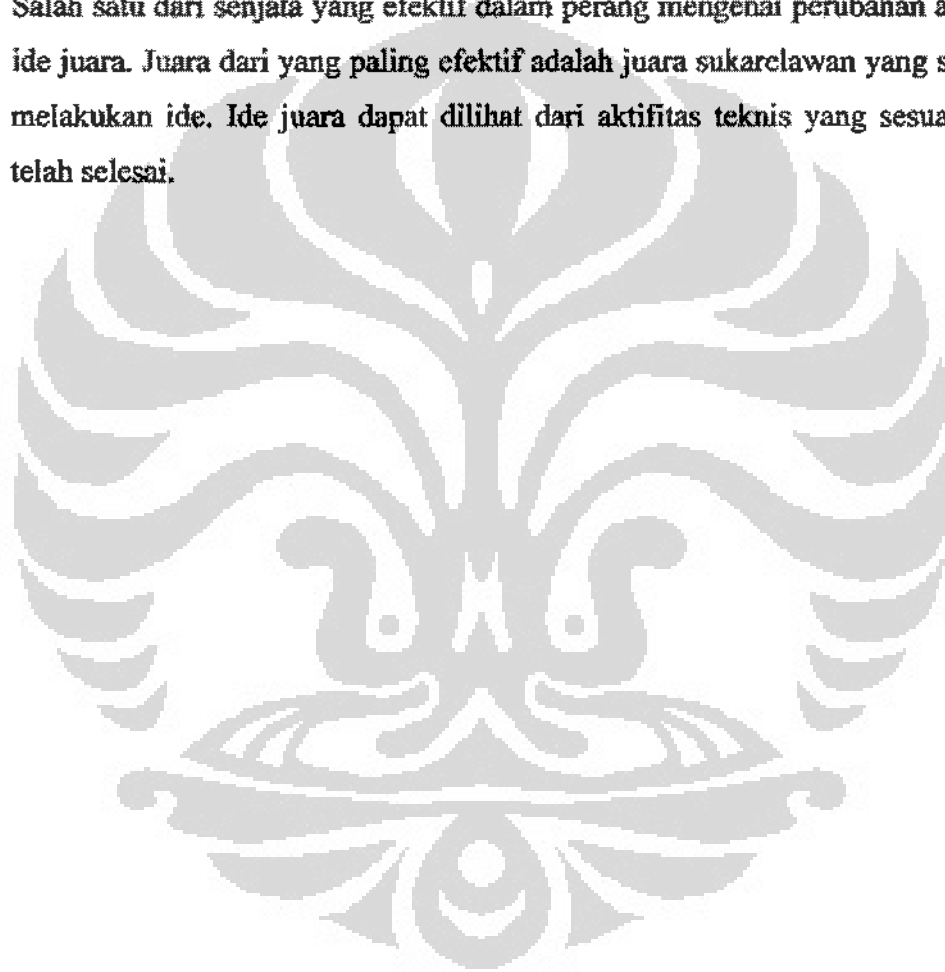 Salah satu dari senjata yang efektif dalam perang mengenai perubahan
ide juara. Juara dari yang paling efektif adalah juara sukarelawan yang
melakukan ide. Ide juara dapat dilihat dari aktifitas teknis yang
telah selesai.